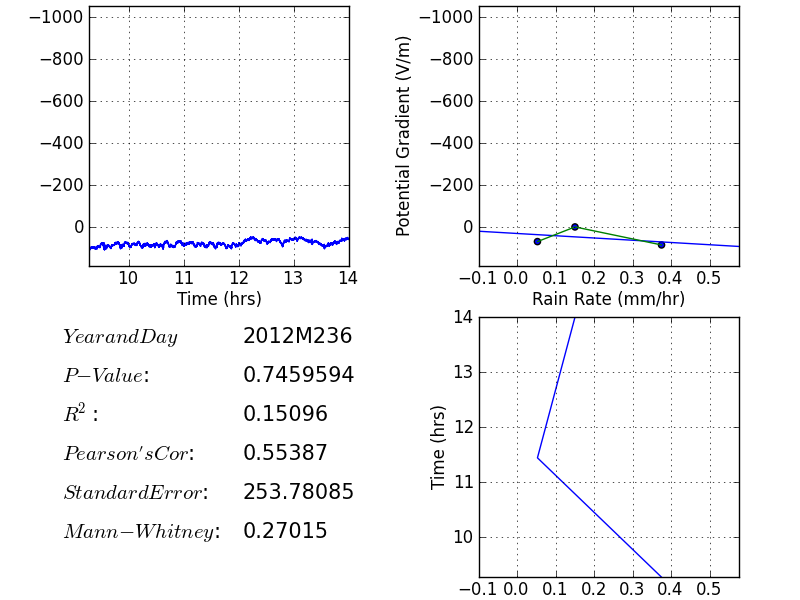 −1000
−800
−600
−400
−200
0
10 11 12 13 14
Time (hrs)
Potential Gradient (V/m)
−1000
−800
−600
−400
−200
0
−0.1 0.0 0.1 0.2 0.3 0.4 0.5
Rain Rate (mm/hr)
YearandDay 2012M236
P−Value: 0.7459594
R²: 0.15096
Pearson'sCor: 0.55387
StandardError: 253.78085
Mann−Whitney: 0.27015
Time (hrs)
14
13
12
11
10
−0.1 0.0 0.1 0.2 0.3 0.4 0.5